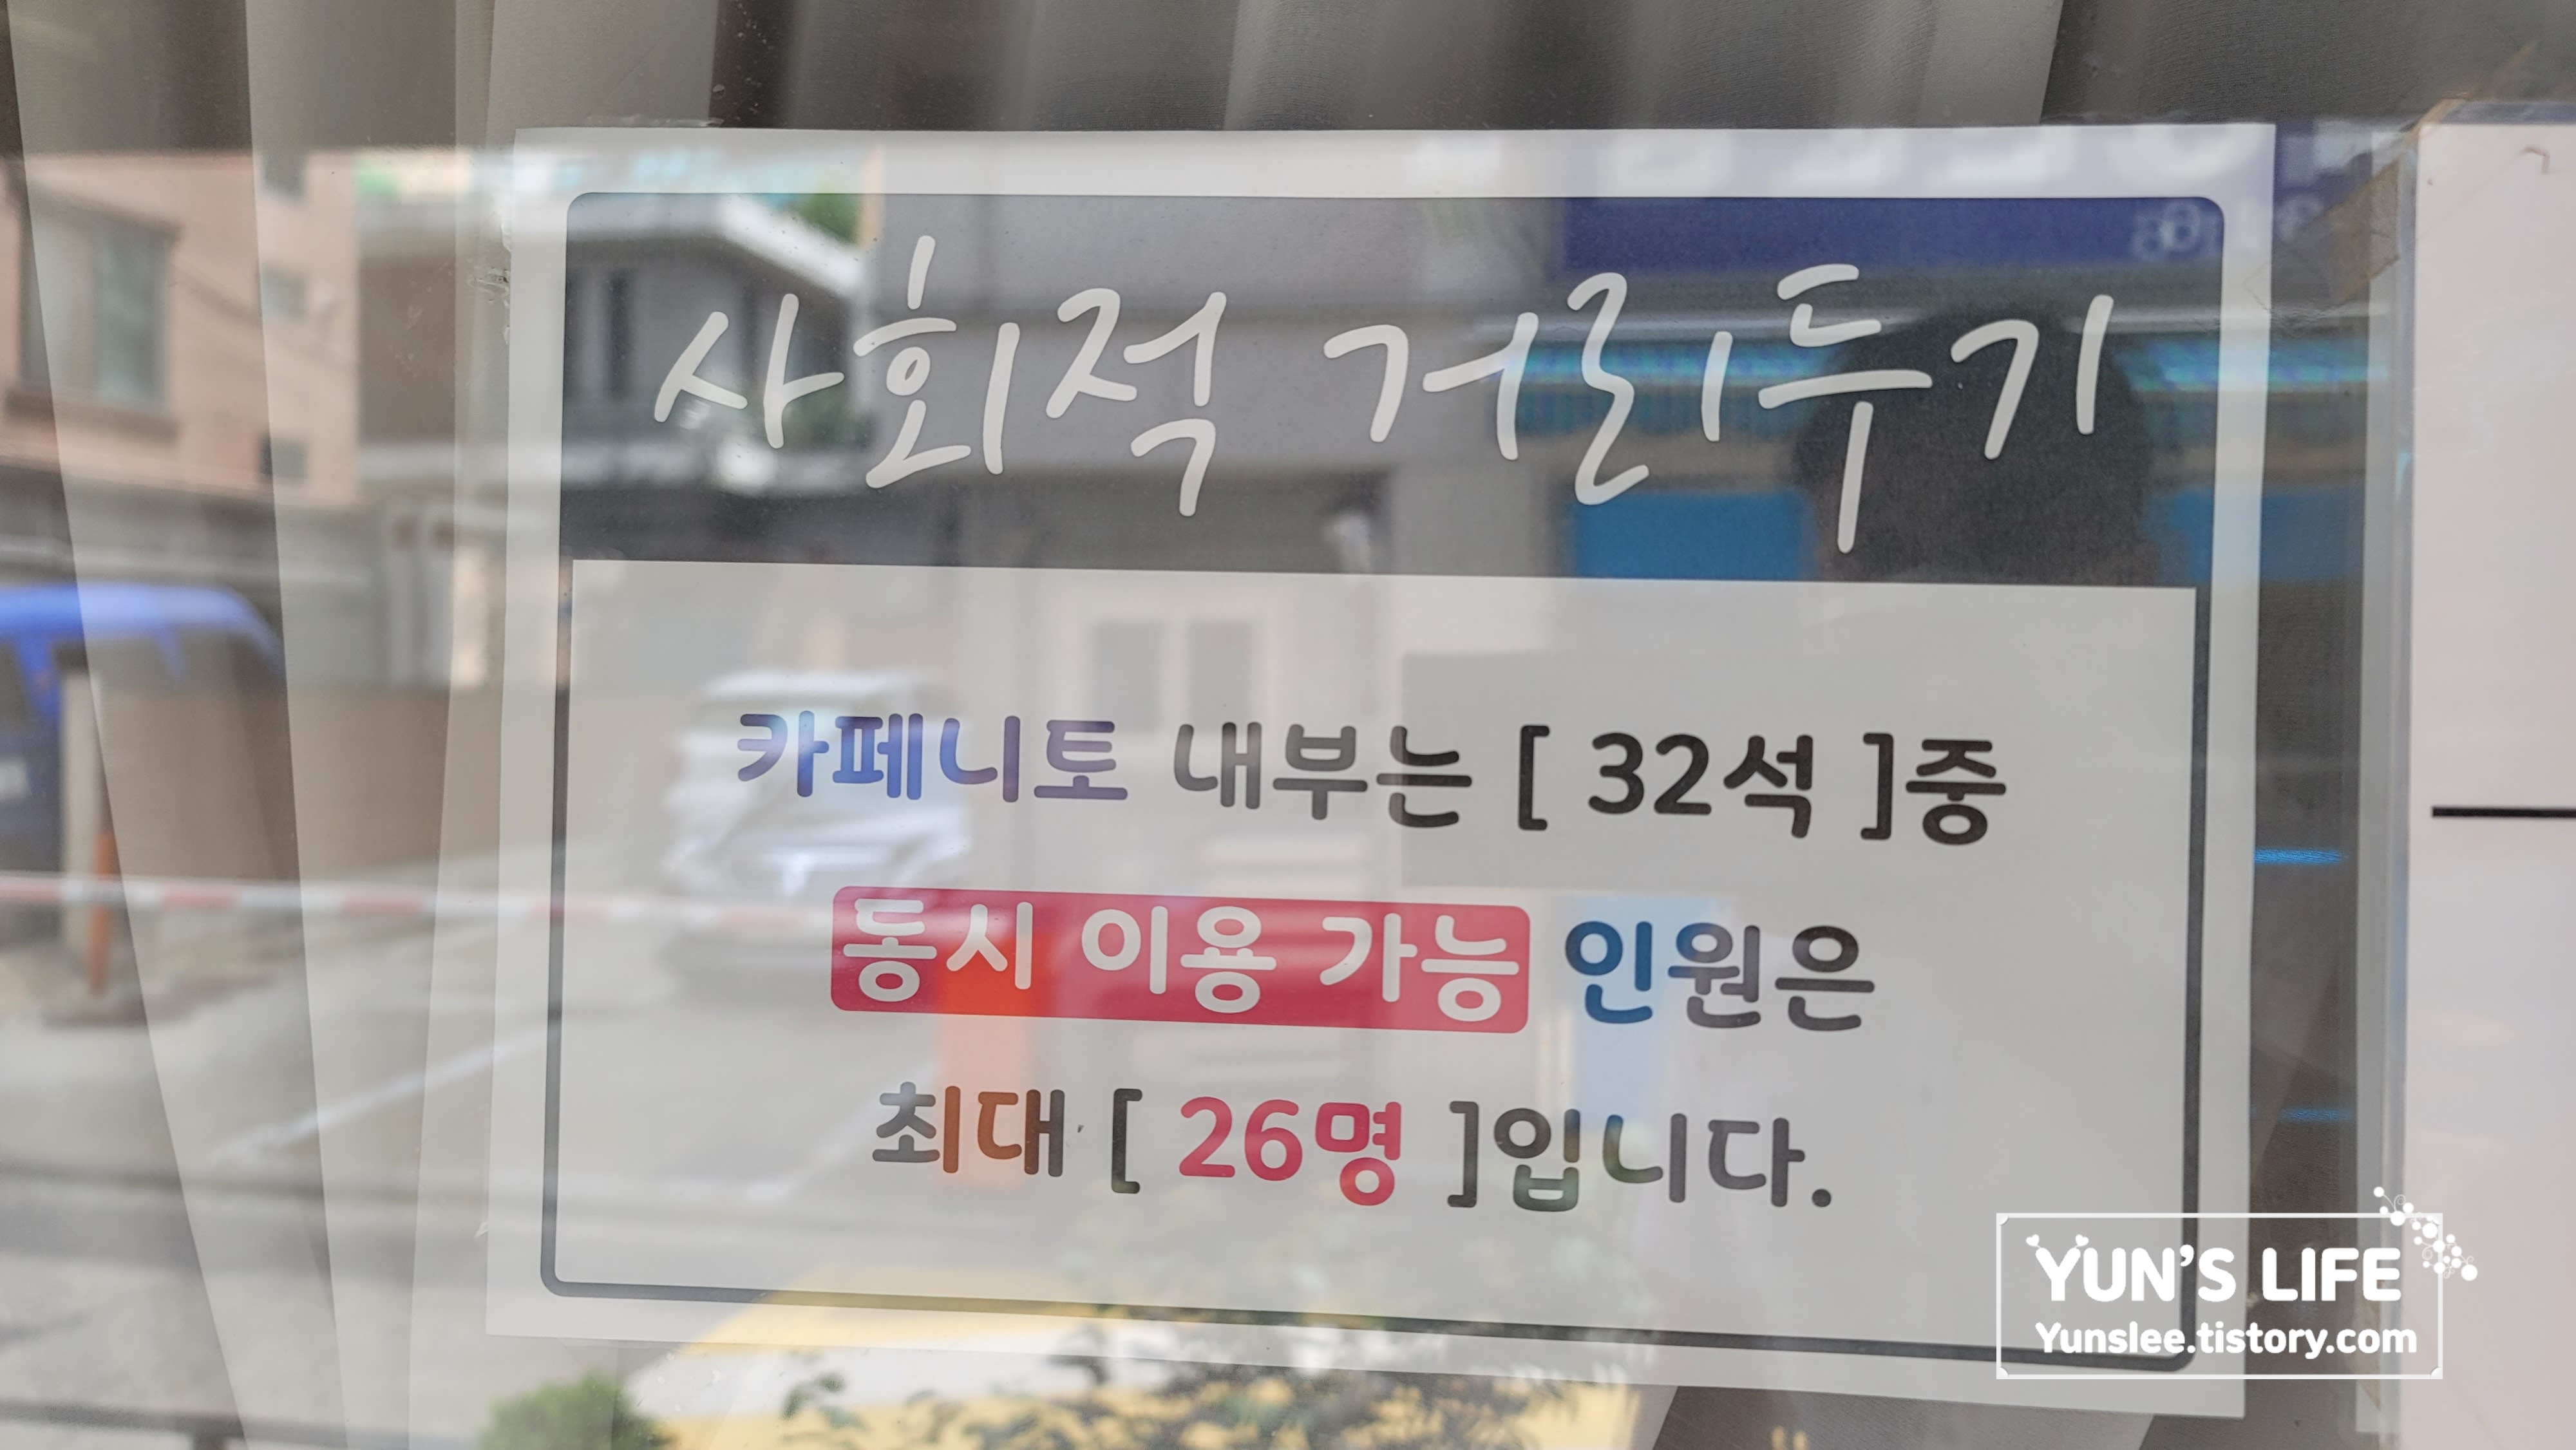 사회적 거리두기
카페니토 내부는 [ 32석 ]중
동시 이용 가능 인원은
최대 [ 26명 ]입니다.
YUN'S LIFE
Yunslee.tistory.com